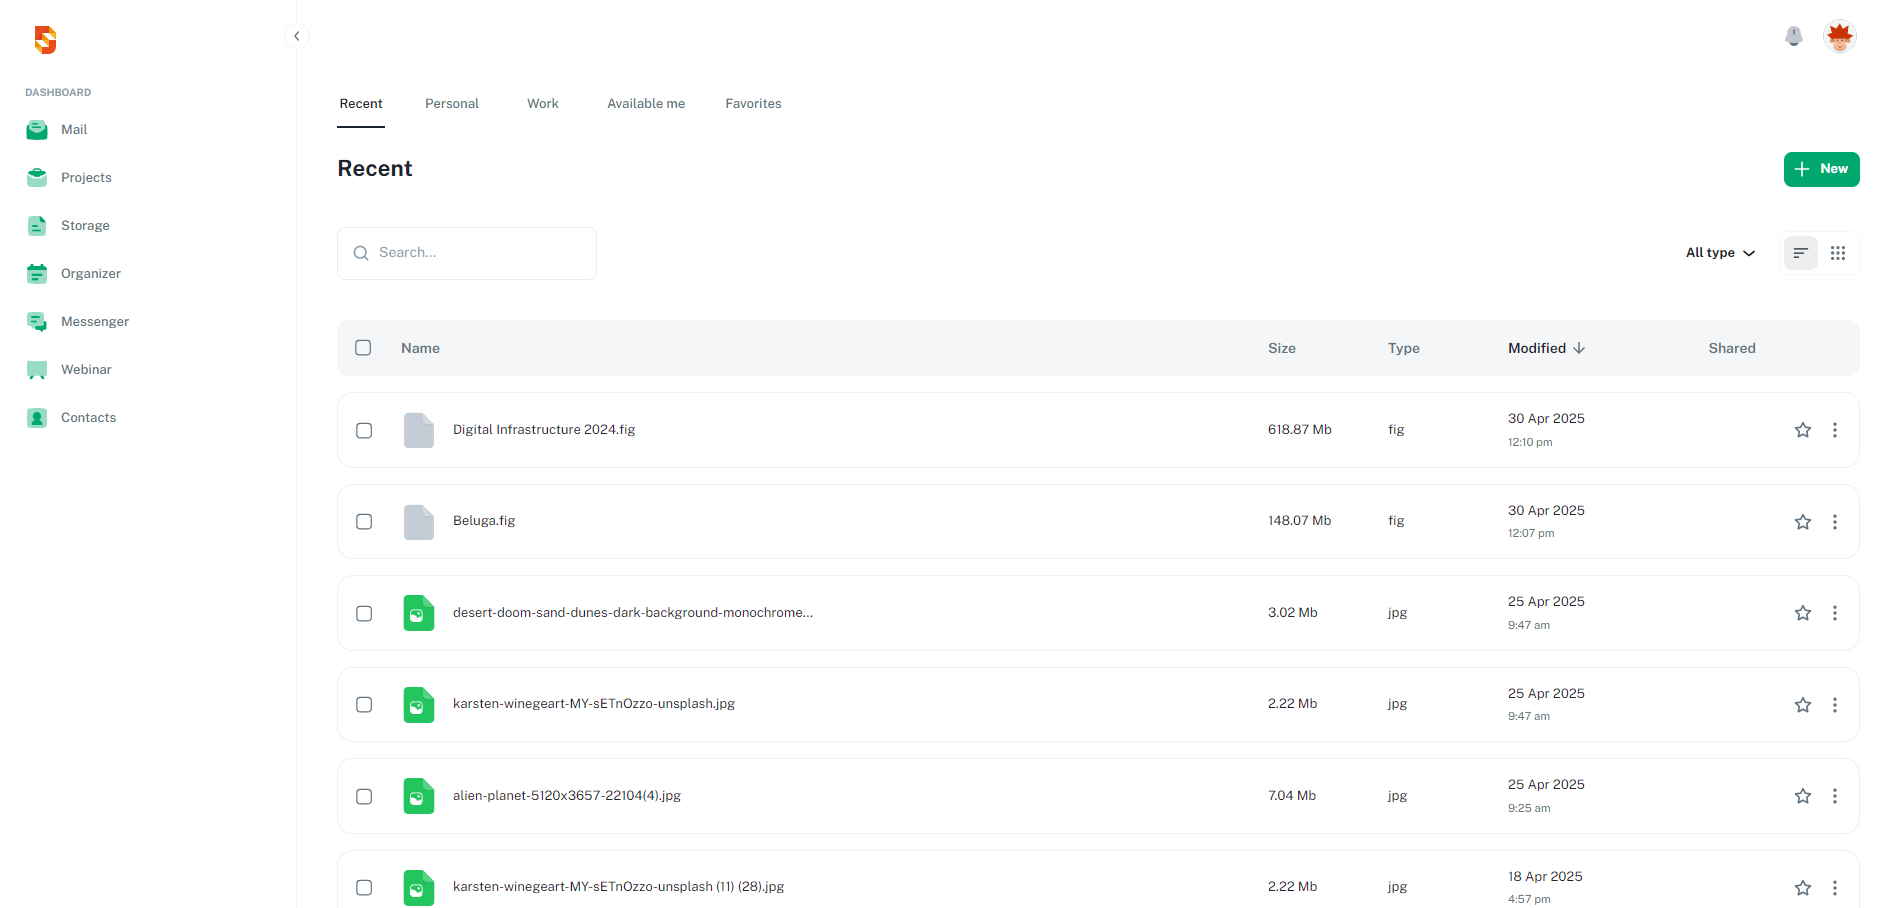 DASHBOARD
Mail
Projects
Storage
Organizer
Messenger
Webinar
Contacts
Recent Personal Work Available me Favorites
Recent
New
Search...
All type
Name Size Type Modified Shared
Digital Infrastructure 2024.fig 618.87 Mb fig 30 Apr 2025
12:10 pm
Beluga.fig 148.07 Mb fig 30 Apr 2025
12:07 pm
desert-doom-sand-dunes-dark-background-monochrome... 3.02 Mb jpg 25 Apr 2025
9:47 am
karsten-winegeart-MY-sETnOzzo-unsplash.jpg 2.22 Mb jpg 25 Apr 2025
9:47 am
alien-planet-5120x3657-22104(4).jpg 7.04 Mb jpg 25 Apr 2025
9:25 am
karsten-winegeart-MY-sETnOzzo-unsplash (11) (28).jpg 2.22 Mb jpg 18 Apr 2025
4:57 pm